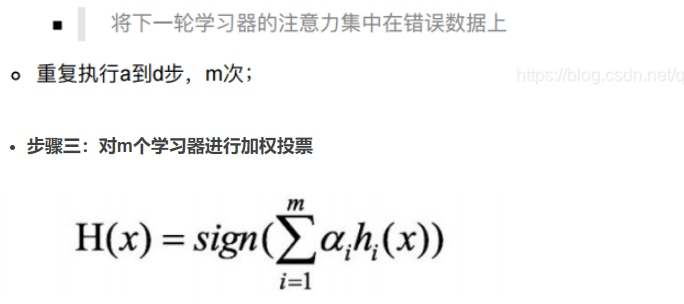 将下一轮学习器的注意力集中在错误数据上
重复执行a到d步，m次；
https://blog.csdn.net/q
步骤三：对m个学习器进行加权投票
H(x) = sign(∑_{i=1}^{m} α_i h_i(x))